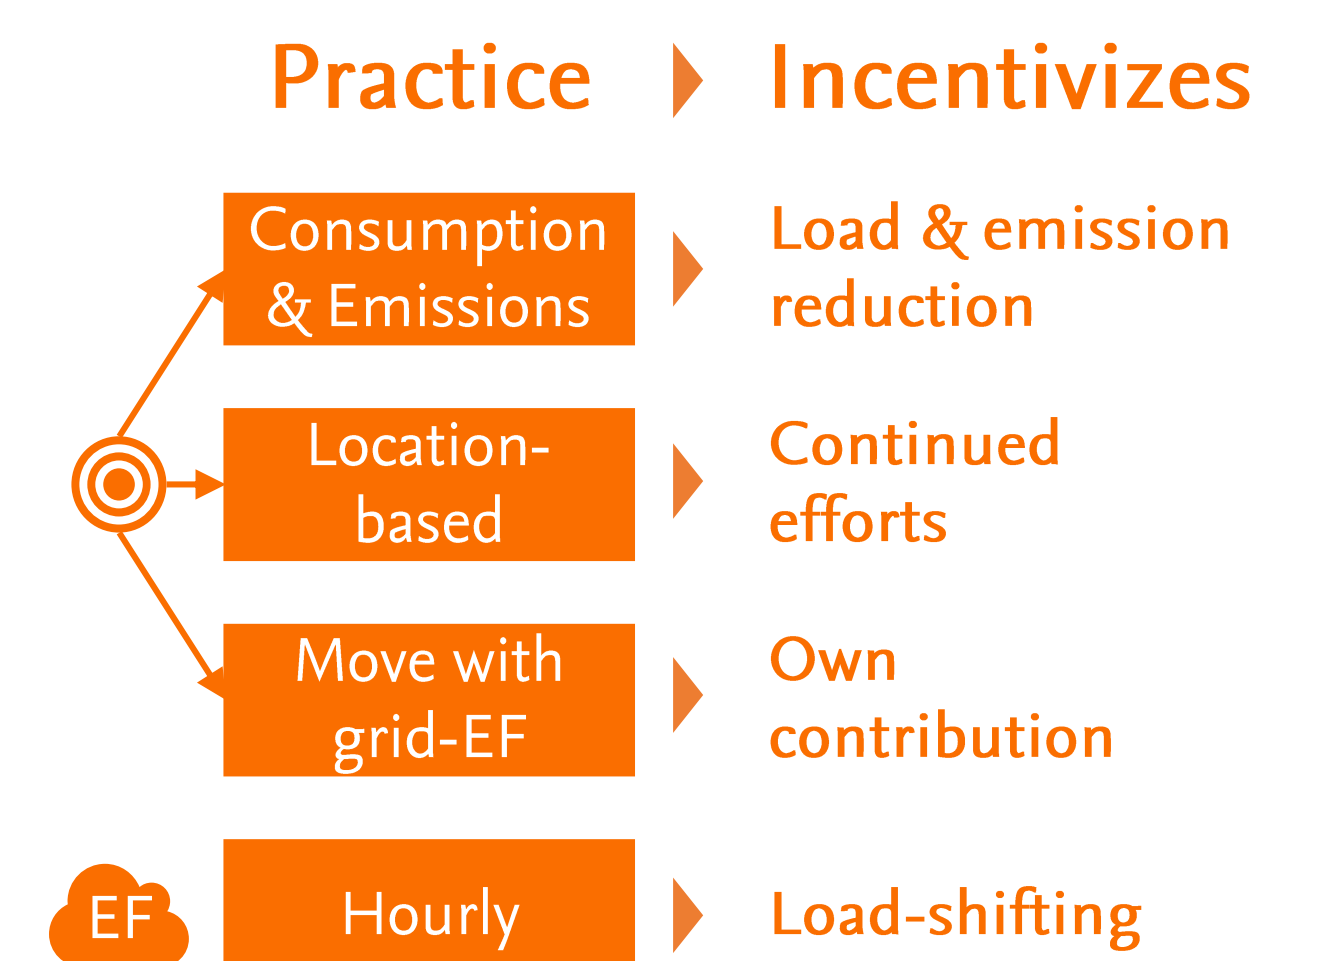 Practice
Incentivizes
Consumption
& Emissions
Load & emission
reduction
Location-
based
Continued
efforts
Move with
grid-EF
Own
contribution
EF
Hourly
Load-shifting